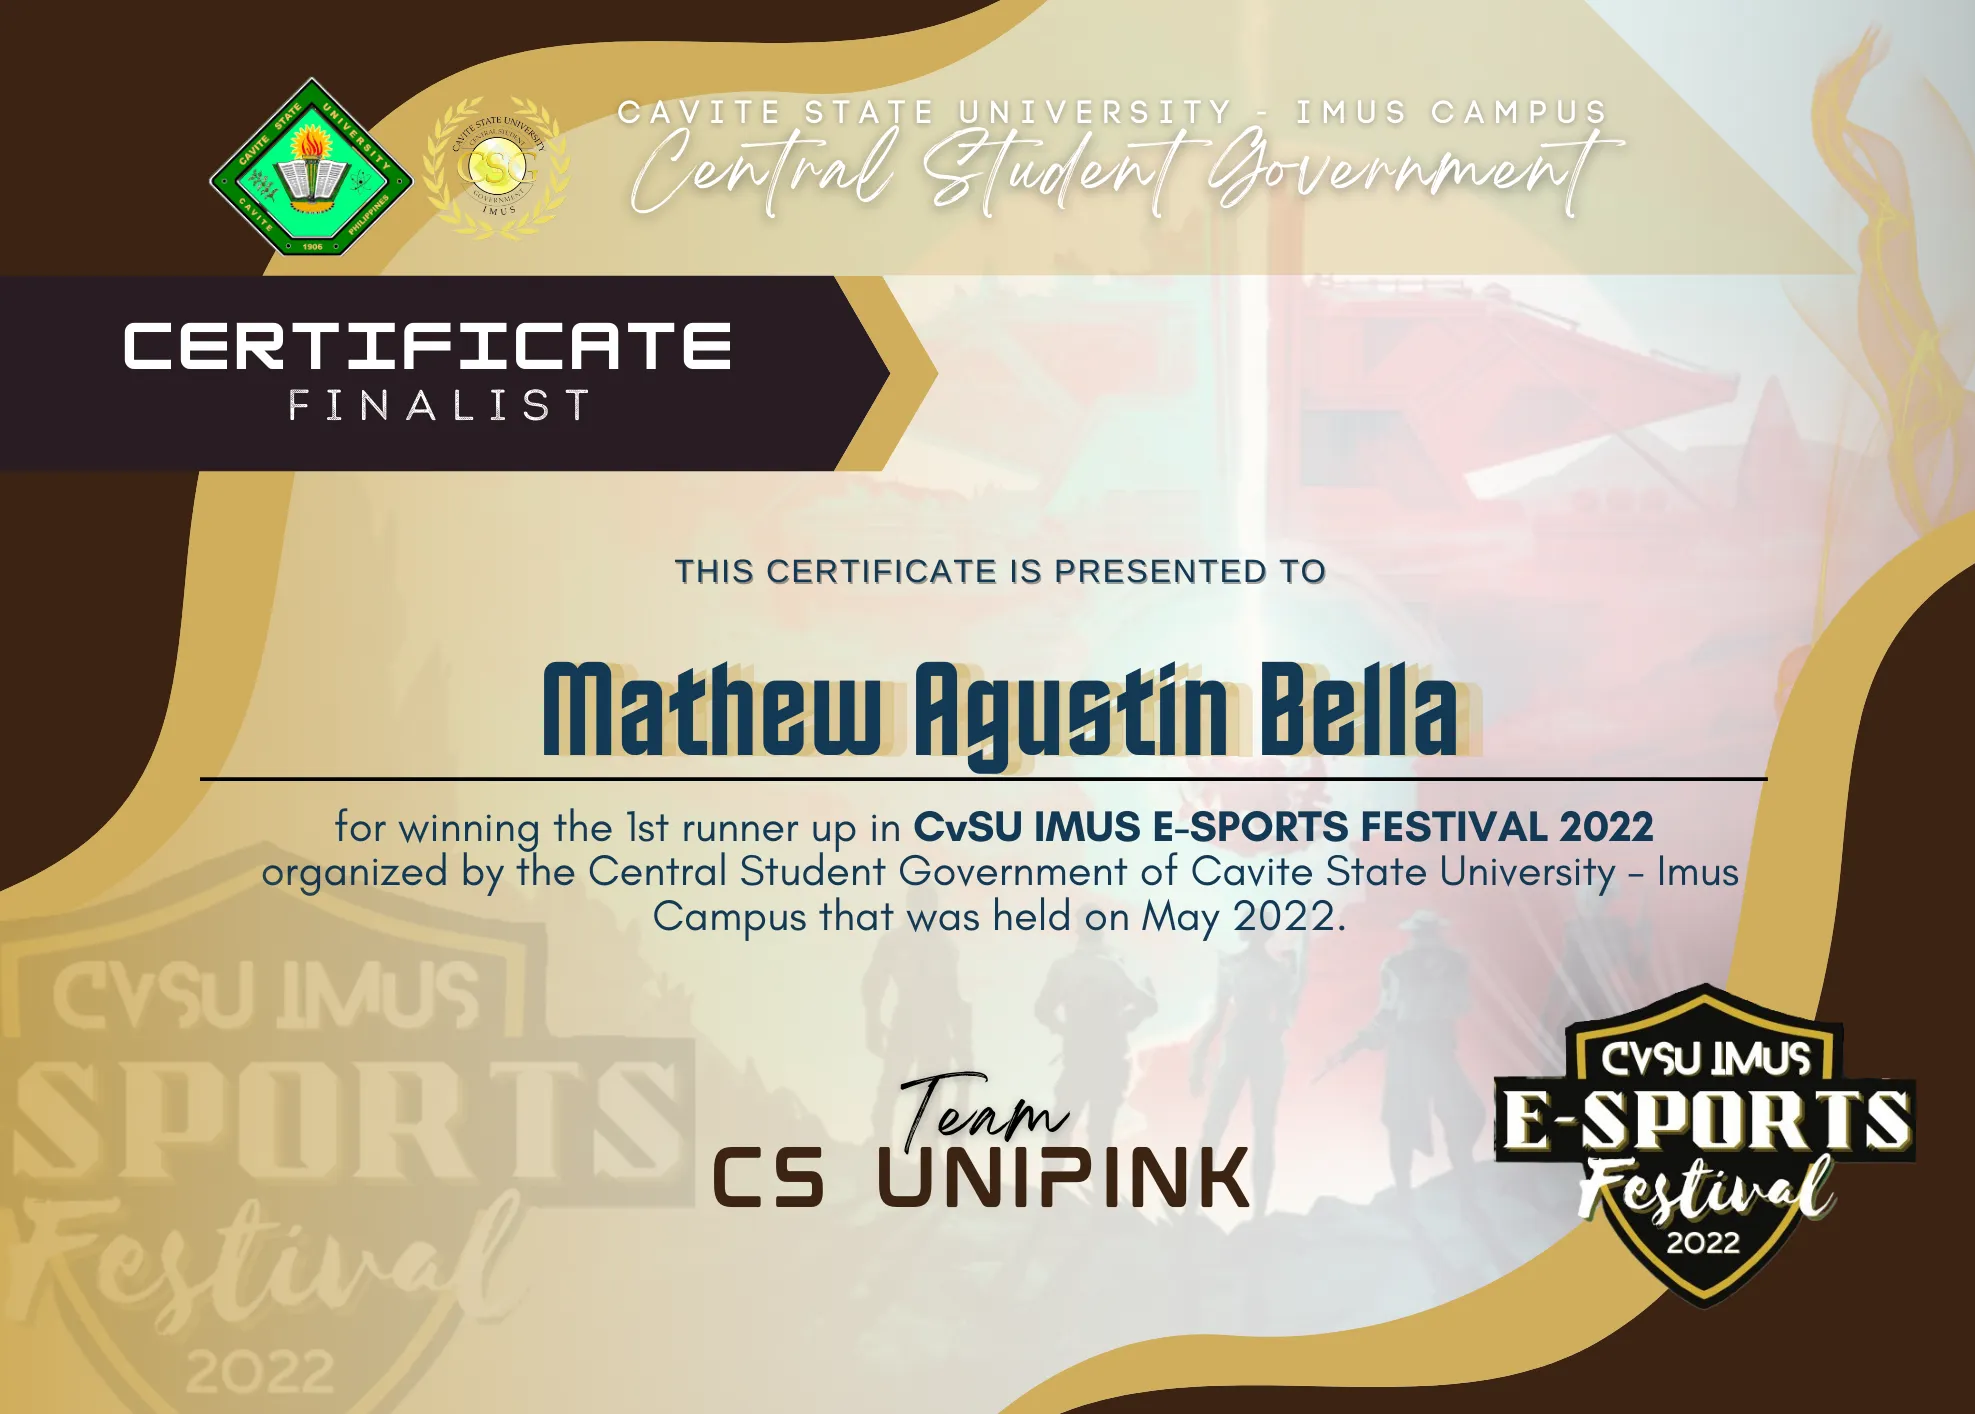 CAVITE STATE UNIVERSITY
CAVITE
PHILIPPINES
1906
CAVITE STATE UNIVERSITY
CENTRAL STUDENT
CSG
GOVERNMENT
IMUS
CAVITE STATE UNIVERSITY - IMUS CAMPUS
Central Student Government
CERTIFICATE
FINALIST
THIS CERTIFICATE IS PRESENTED TO
Mathew Agustin Bella
for winning the 1st runner up in CvSU IMUS E-SPORTS FESTIVAL 2022
organized by the Central Student Government of Cavite State University - Imus
Campus that was held on May 2022.
CVSU IMUS
SPORTS
Festival
2022
Team
CS UNIPINK
CVSU IMUS
E-SPORTS
Festival
2022